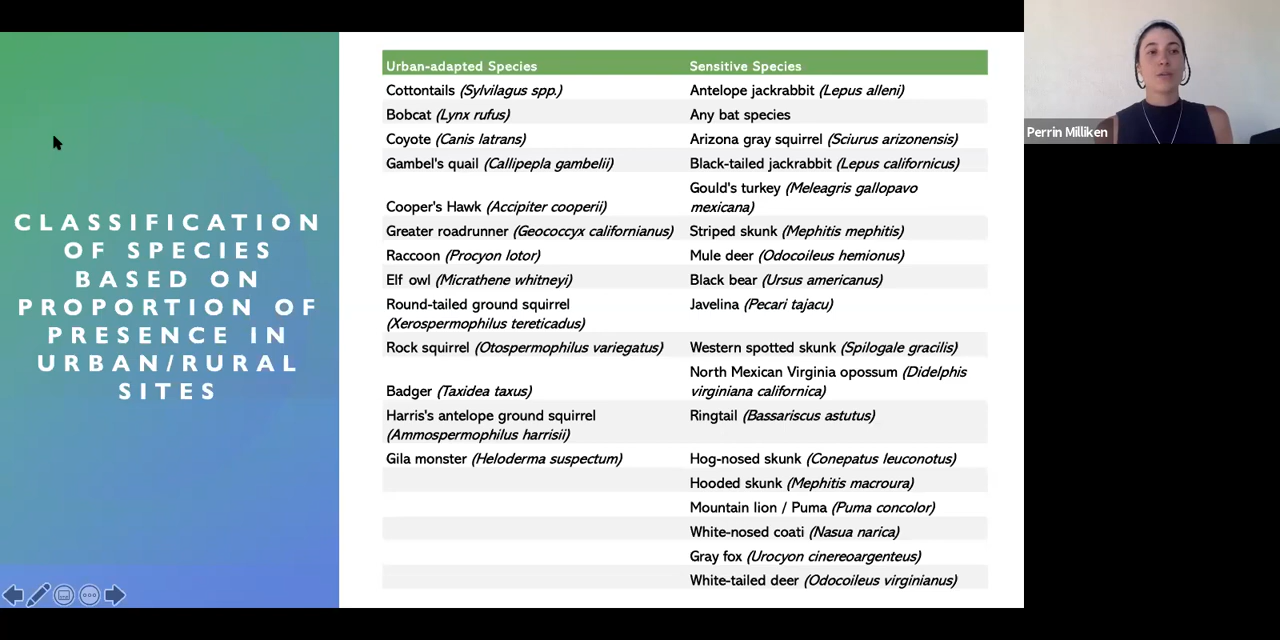 CLASSIFICATION
OF SPECIES
BASED ON
PROPORTION OF
PRESENCE IN
URBAN/RURAL
SITES
Urban-adapted Species Sensitive Species
Cottontails (Sylvilagus spp.) Antelope jackrabbit (Lepus alleni)
Bobcat (Lynx rufus) Any bat species
Coyote (Canis latrans) Arizona gray squirrel (Sciurus arizonensis)
Gambel's quail (Callipepla gambelii) Black-tailed jackrabbit (Lepus californicus)
Gould's turkey (Meleagris gallopavo
Cooper's Hawk (Accipiter cooperii) mexicana)
Greater roadrunner (Geococcyx californianus) Striped skunk (Mephitis mephitis)
Raccoon (Procyon lotor) Mule deer (Odocoileus hemionus)
Elf owl (Micrathene whitneyi) Black bear (Ursus americanus)
Round-tailed ground squirrel Javelina (Pecari tajacu)
(Xerospermophilus tereticadus)
Rock squirrel (Otospermophilus variegatus) Western spotted skunk (Spilogale gracilis)
North Mexican Virginia opossum (Didelphis
Badger (Taxidea taxus) virginiana californica)
Harris's antelope ground squirrel Ringtail (Bassariscus astutus)
(Ammospermophilus harrisii)
Gila monster (Heloderma suspectum) Hog-nosed skunk (Conepatus leuconotus)
Hooded skunk (Mephitis macroura)
Mountain lion / Puma (Puma concolor)
White-nosed coati (Nasua narica)
Gray fox (Urocyon cinereoargenteus)
White-tailed deer (Odocoileus virginianus)
Perrin Milliken